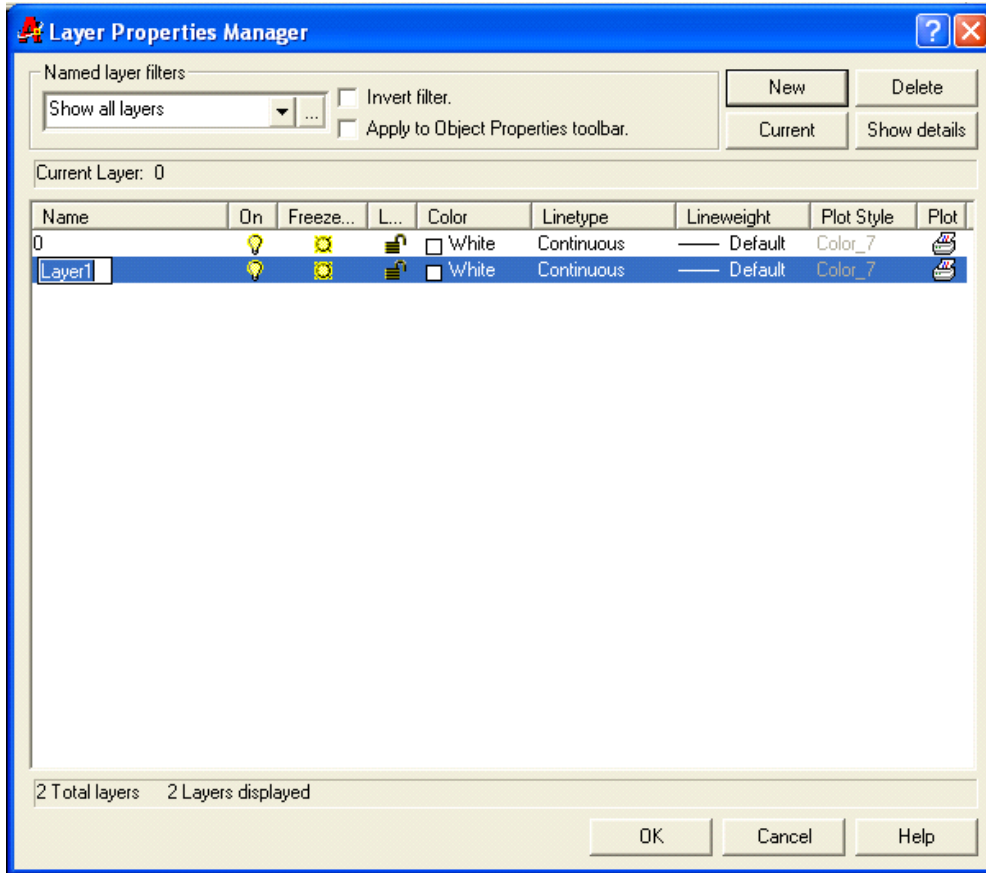 Layer Properties Manager
Named layer filters
Show all layers
...
Invert filter.
Apply to Object Properties toolbar.
New
Delete
Current
Show details
Current Layer: 0
Name On Freeze... L... Color Linetype Lineweight Plot Style Plot
0 White Continuous Default Color_7
Layer1 White Continuous Default Color_7
2 Total layers 2 Layers displayed
OK Cancel Help